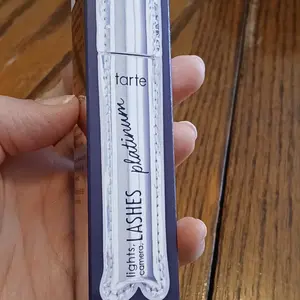 tarte
lights,
camera,
LASHES
platinum